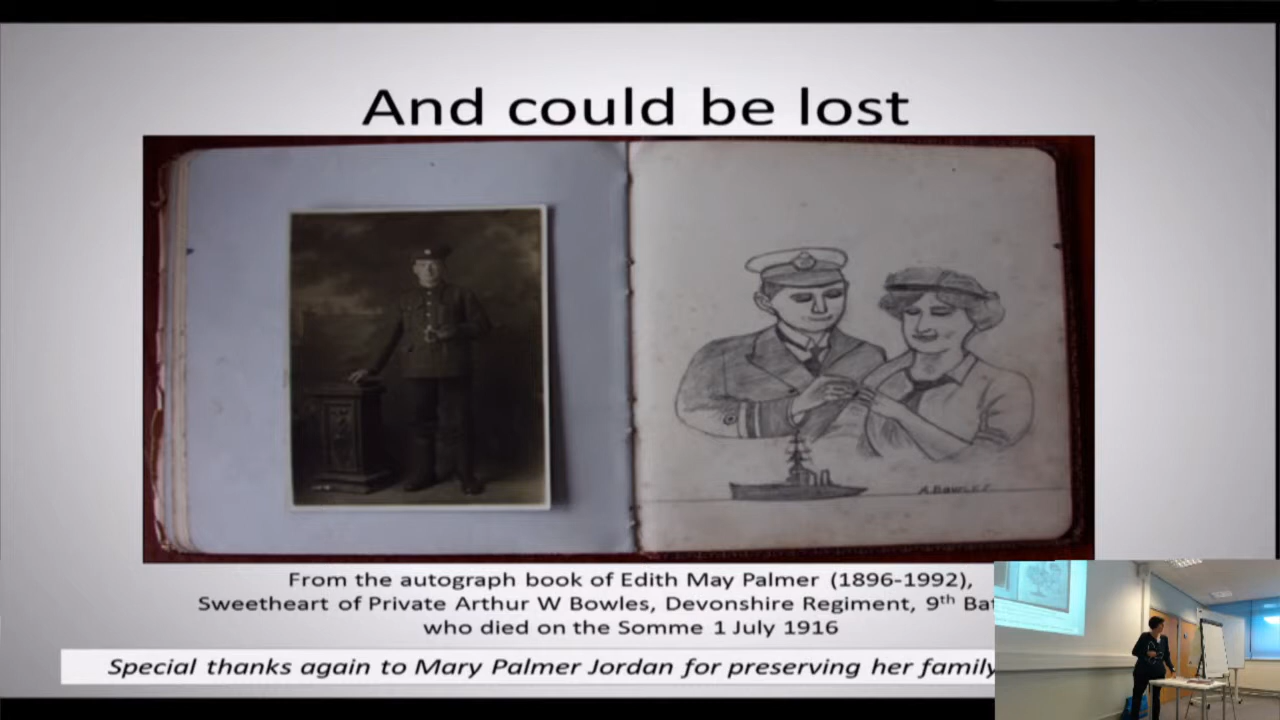 And could be lost
A BOWLES
From the autograph book of Edith May Palmer (1896-1992),
Sweetheart of Private Arthur W Bowles, Devonshire Regiment, 9th
who died on the Somme 1 July 1916
Special thanks again to Mary Palmer Jordan for preserving her family